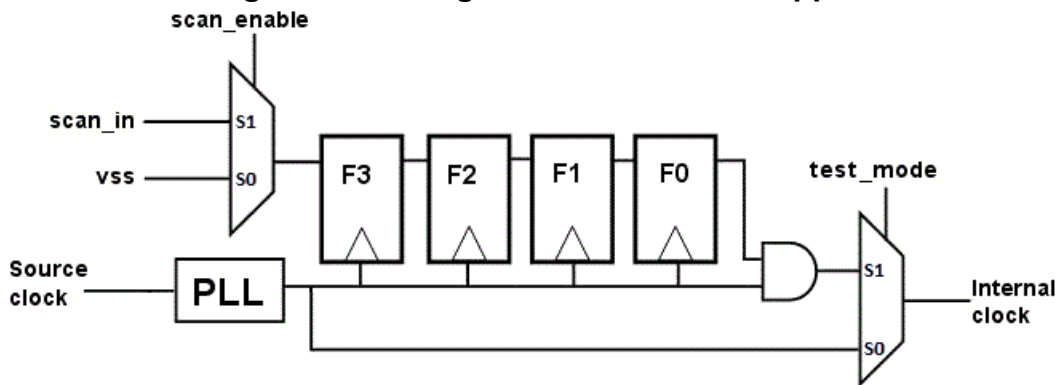 scan_enable
scan_in
S1
vss
S0
F3
F2
F1
F0
test_mode
Source
clock
PLL
S1
Internal
clock
S0